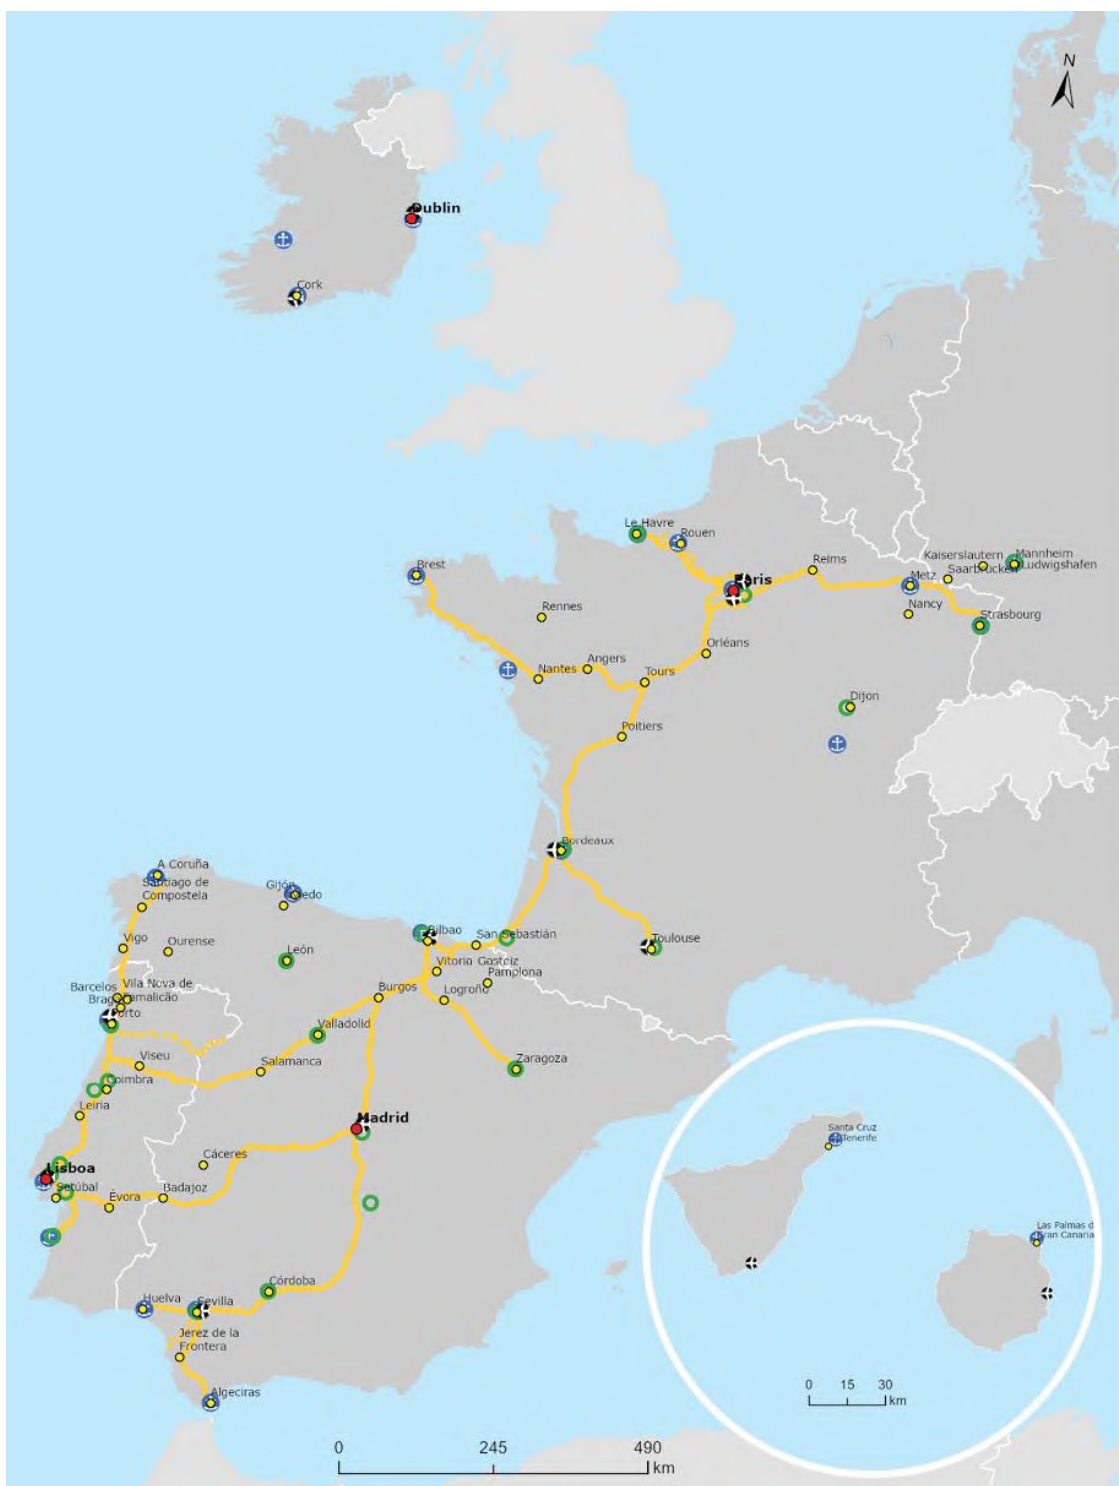 N
Dublin
Cork
Le Havre
Rouen
Kaiserslautern
Mannheim
Ludwigshafen
Saarbrücken
Reims
Metz
Brest
Paris
Rennes
Nancy
Strasbourg
Orléans
Angers
Nantes
Tours
Dijon
Poitiers
Bordeaux
A Coruña
Santiago de
Compostela
Gijón
Bilbao
San Sebastián
Toulouse
Vigo
Ourense
León
Vitoria Gasteiz
Pamplona
Barcelos
Vila Nova de
Famalicão
Burgos
Logroño
Porto
Valladolid
Viseu
Salamanca
Zaragoza
Coimbra
Leiria
Madrid
Cáceres
Lisboa
Setúbal
Évora
Badajoz
Santa Cruz
Tenerife
Las Palmas d
Gran Canaria
Córdoba
Huelva
Sevilla
Jerez de la
Frontera
Algeciras
0 15 30
km
0 245 490
km